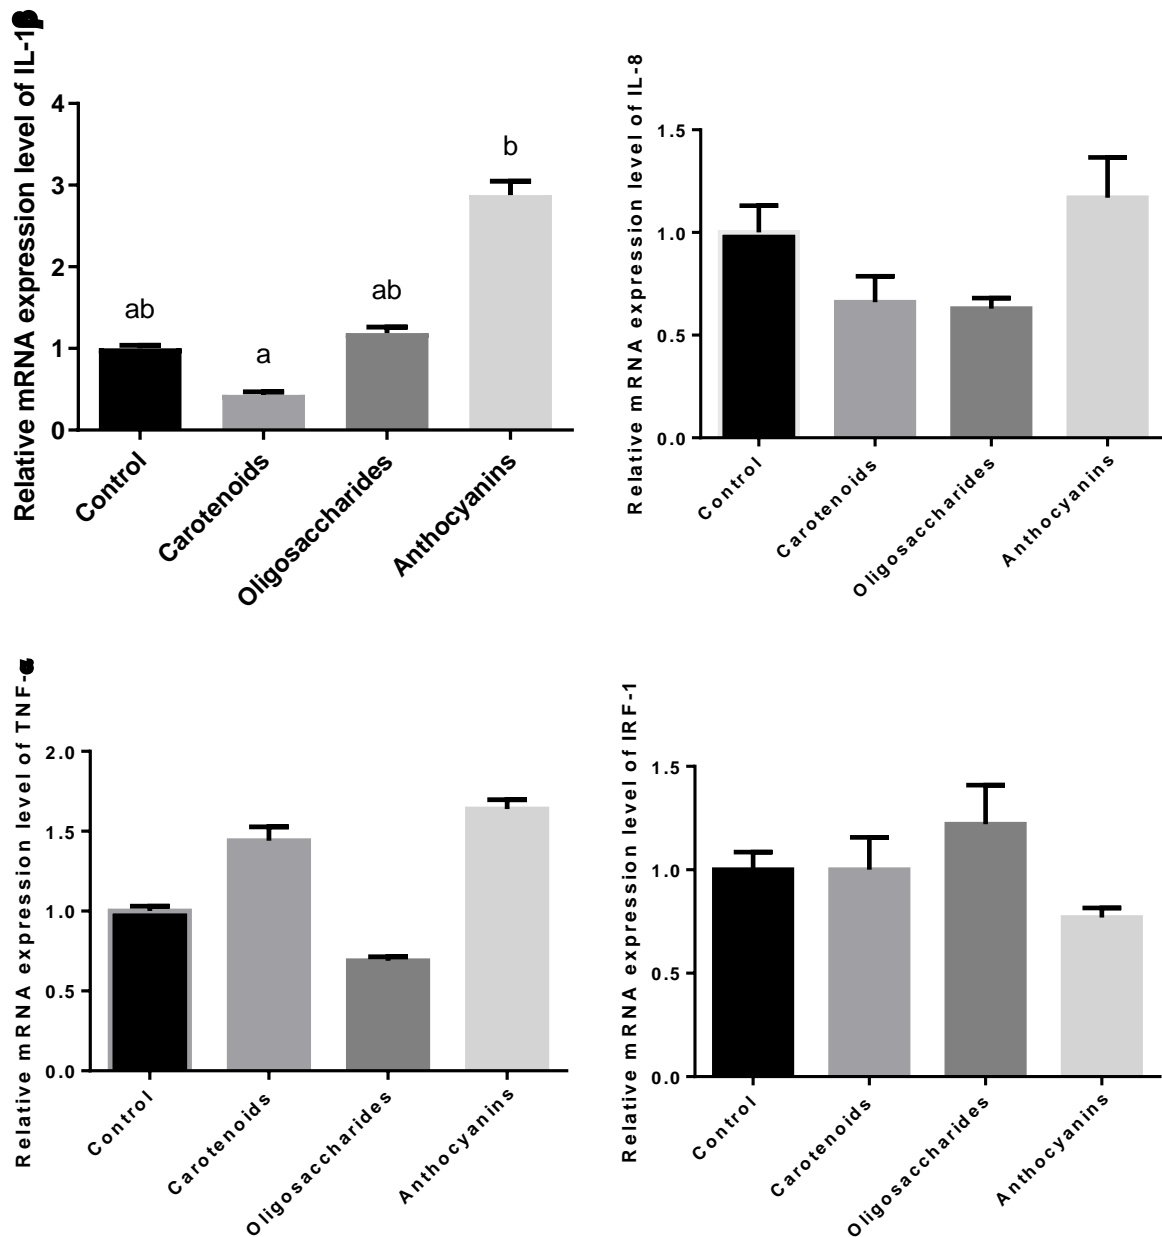 Relative mRNA expression level of IL-1β
4
3
2
1
0
ab
a
ab
b
Control
Carotenoids
Oligosaccharides
Anthocyanins
Relative mRNA expression level of IL-8
1.5
1.0
0.5
0.0
Control
Carotenoids
Oligosaccharides
Anthocyanins
Relative mRNA expression level of TNF-α
2.0
1.5
1.0
0.5
0.0
Control
Carotenoids
Oligosaccharides
Anthocyanins
Relative mRNA expression level of IRF-1
1.5
1.0
0.5
0.0
Control
Carotenoids
Oligosaccharides
Anthocyanins